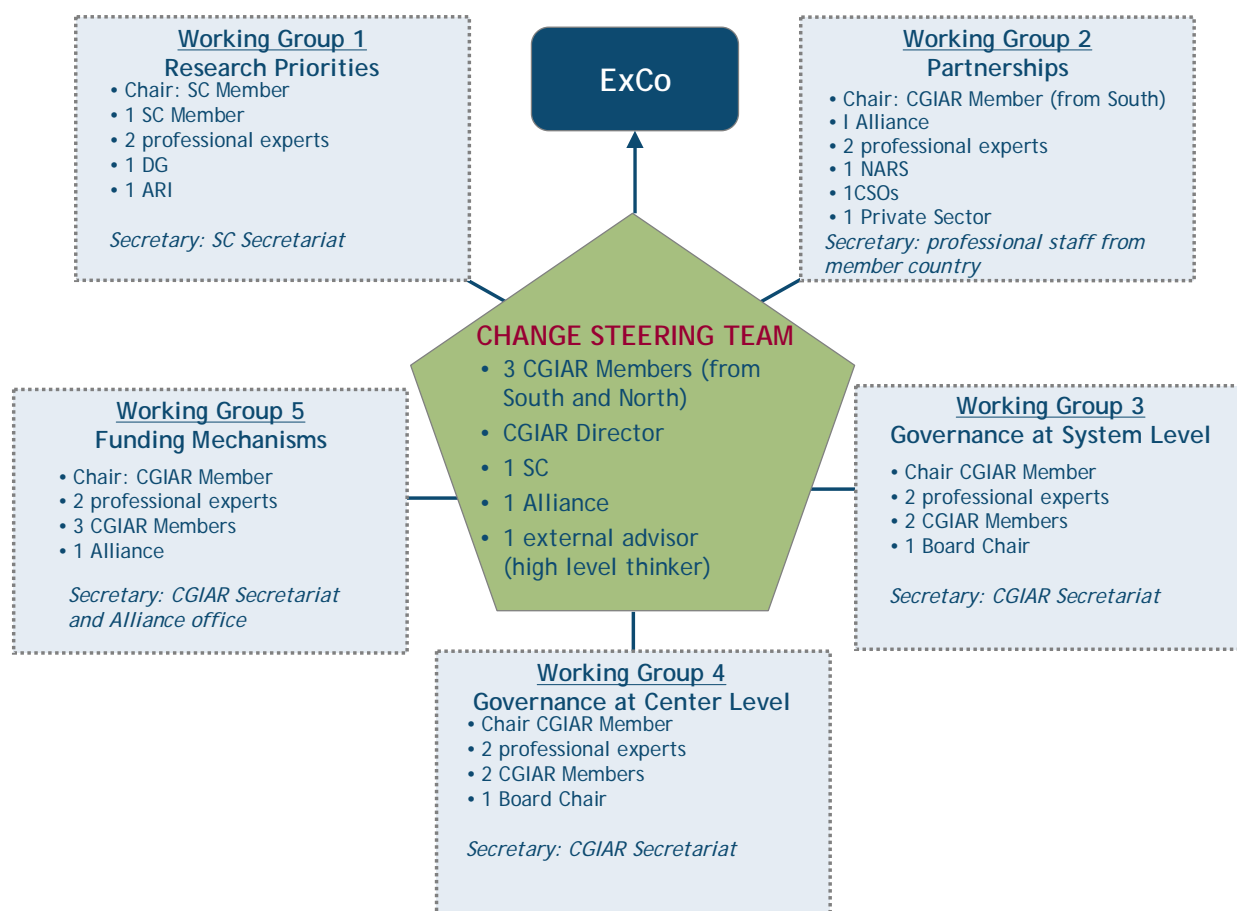 Working Group 1
Research Priorities
• Chair: SC Member
• 1 SC Member
• 2 professional experts
• 1 DG
• 1 ARI
Secretary: SC Secretariat
ExCo
Working Group 2
Partnerships
• Chair: CGIAR Member (from South)
• I Alliance
• 2 professional experts
• 1 NARS
• 1CSOs
• 1 Private Sector
Secretary: professional staff from
member country
CHANGE STEERING TEAM
• 3 CGIAR Members (from
South and North)
• CGIAR Director
• 1 SC
• 1 Alliance
• 1 external advisor
(high level thinker)
Working Group 5
Funding Mechanisms
• Chair: CGIAR Member
• 2 professional experts
• 3 CGIAR Members
• 1 Alliance
Secretary: CGIAR Secretariat
and Alliance office
Working Group 3
Governance at System Level
• Chair CGIAR Member
• 2 professional experts
• 2 CGIAR Members
• 1 Board Chair
Secretary: CGIAR Secretariat
Working Group 4
Governance at Center Level
• Chair CGIAR Member
• 2 professional experts
• 2 CGIAR Members
• 1 Board Chair
Secretary: CGIAR Secretariat